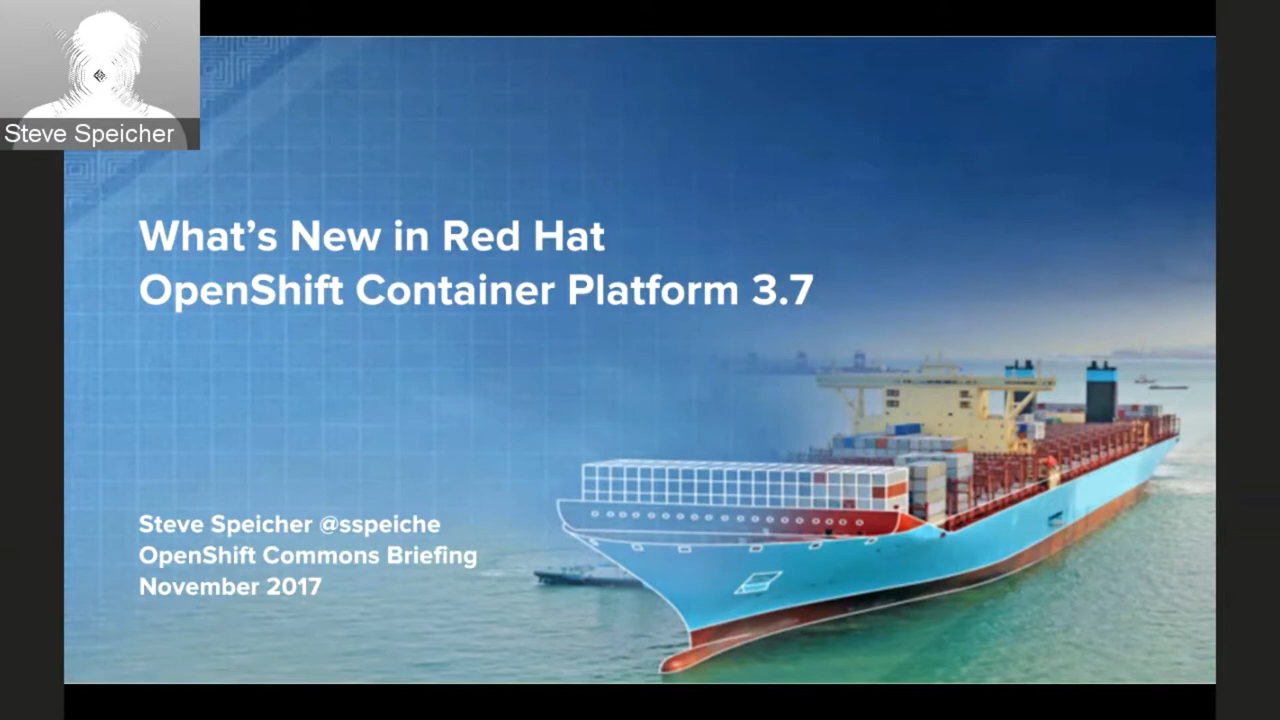 Steve Speicher
What's New in Red Hat
OpenShift Container Platform 3.7
Steve Speicher @sspeiche
OpenShift Commons Briefing
November 2017